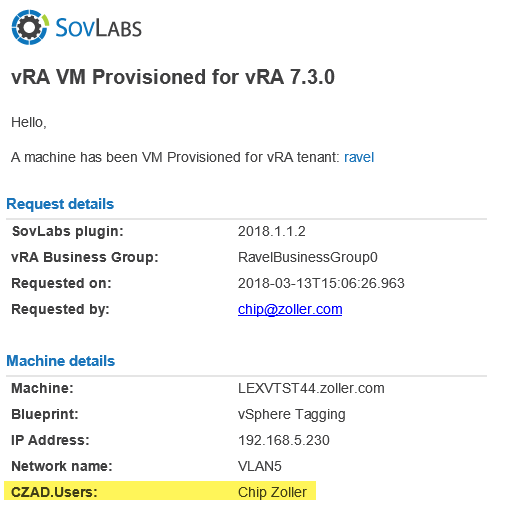 SovLabs
vRA VM Provisioned for vRA 7.3.0
Hello,
A machine has been VM Provisioned for vRA tenant: ravel
Request details
SovLabs plugin: 2018.1.1.2
vRA Business Group: RavelBusinessGroup0
Requested on: 2018-03-13T15:06:26.963
Requested by: chip@zoller.com
Machine details
Machine: LEXVTST44.zoller.com
Blueprint: vSphere Tagging
IP Address: 192.168.5.230
Network name: VLAN5
CZAD.Users: Chip Zoller